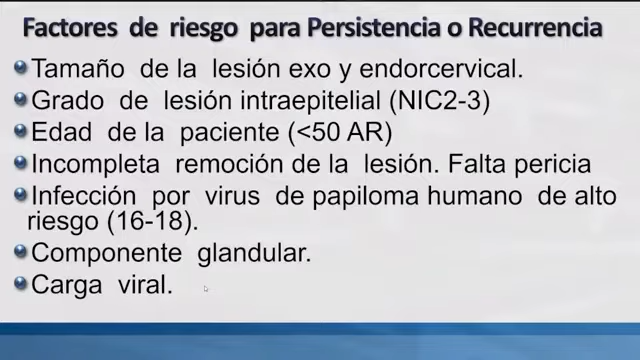 Factores de riesgo para Persistencia o Recurrencia
Tamaño de la lesión exo y endorcervical.
Grado de lesión intraepitelial (NIC2-3)
Edad de la paciente (<50 AR)
Incompleta remoción de la lesión. Falta pericia
Infección por virus de papiloma humano de alto
riesgo (16-18).
Componente glandular.
Carga viral.